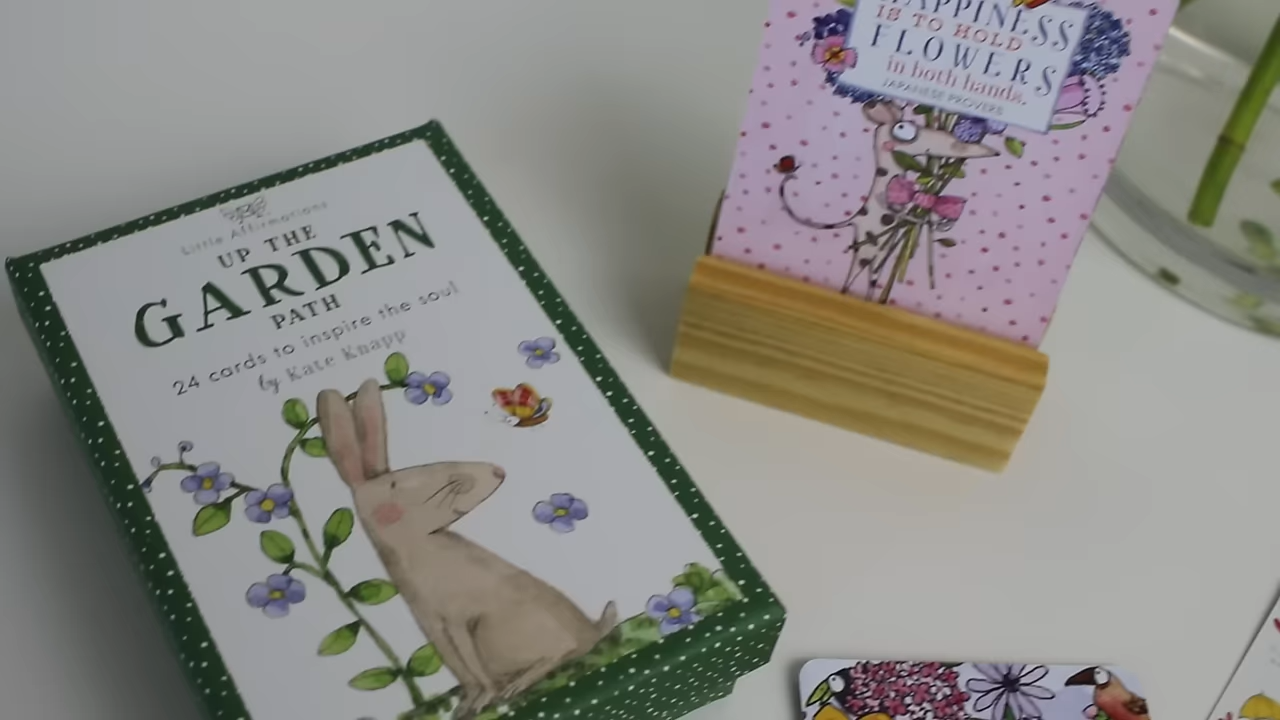 Little Affirmations
UP THE
GARDEN
PATH
24 cards to inspire the soul
by Kate Knapp
HAPPINESS
IS TO HOLD
FLOWERS
in both hands.
JAPANESE PROVERB